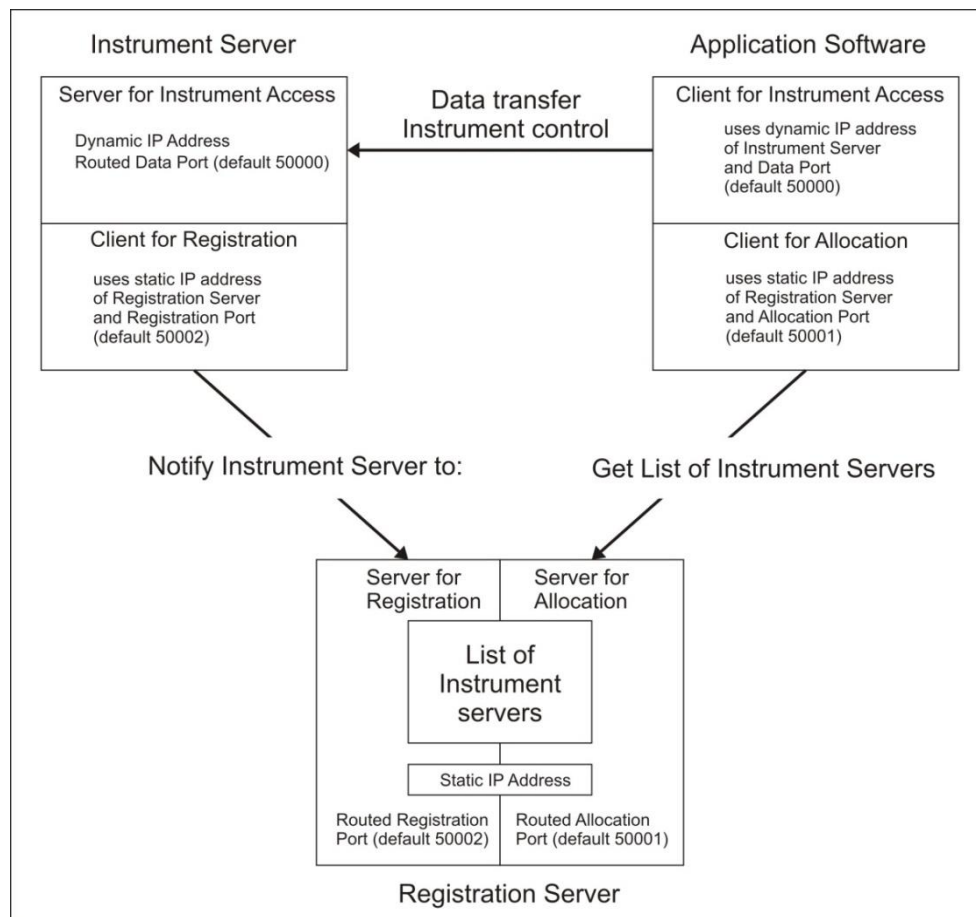 Instrument Server
Server for Instrument Access
Dynamic IP Address
Routed Data Port (default 50000)
Client for Registration
uses static IP address
of Registration Server
and Registration Port
(default 50002)
Data transfer
Instrument control
Application Software
Client for Instrument Access
uses dynamic IP address
of Instrument Server
and Data Port
(default 50000)
Client for Allocation
uses static IP address
of Registration Server
and Allocation Port
(default 50001)
Notify Instrument Server to:
Get List of Instrument Servers
Server for
Registration
Server for
Allocation
List of
Instrument
servers
Static IP Address
Routed Registration
Port (default 50002)
Routed Allocation
Port (default 50001)
Registration Server